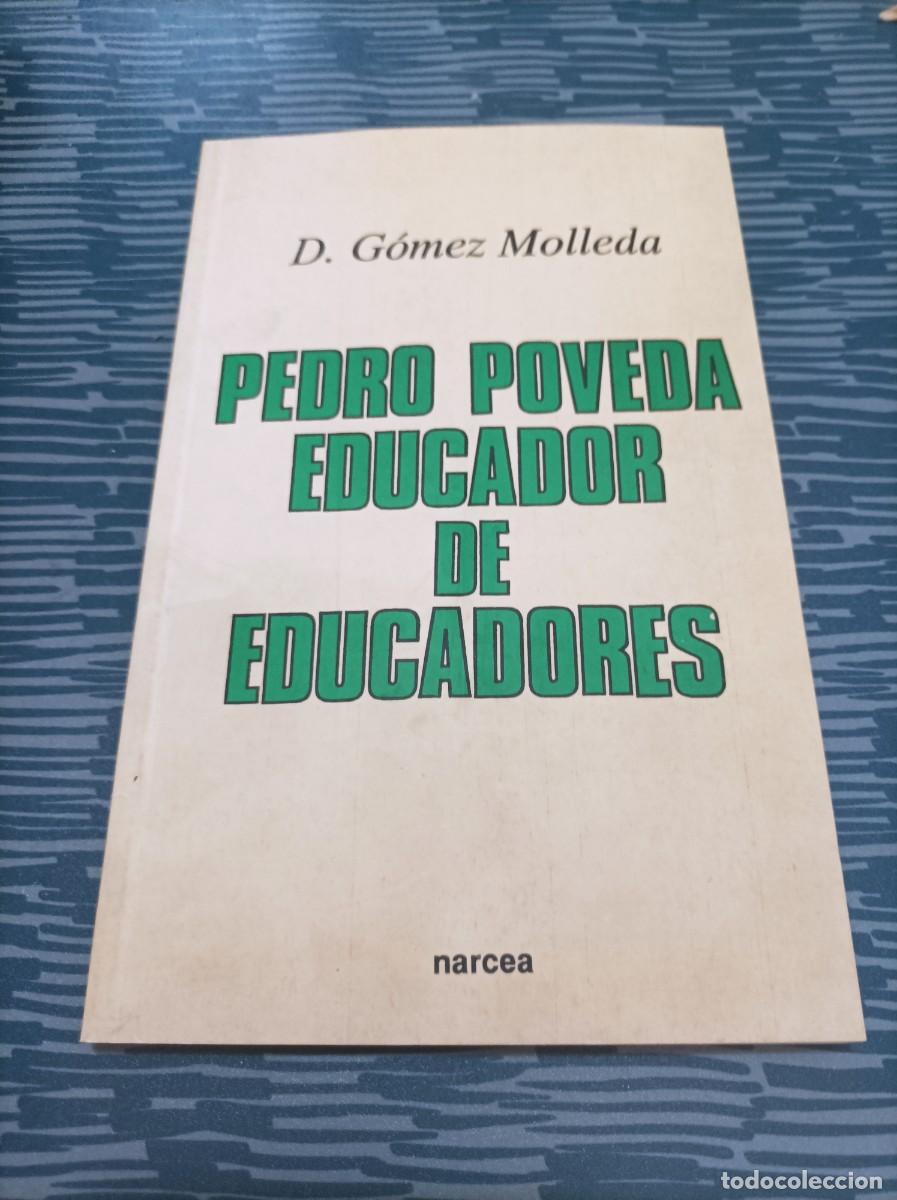 D. Gómez Molleda
PEDRO POVEDA
EDUCADOR
DE
EDUCADORES
narcea
todocoleccion